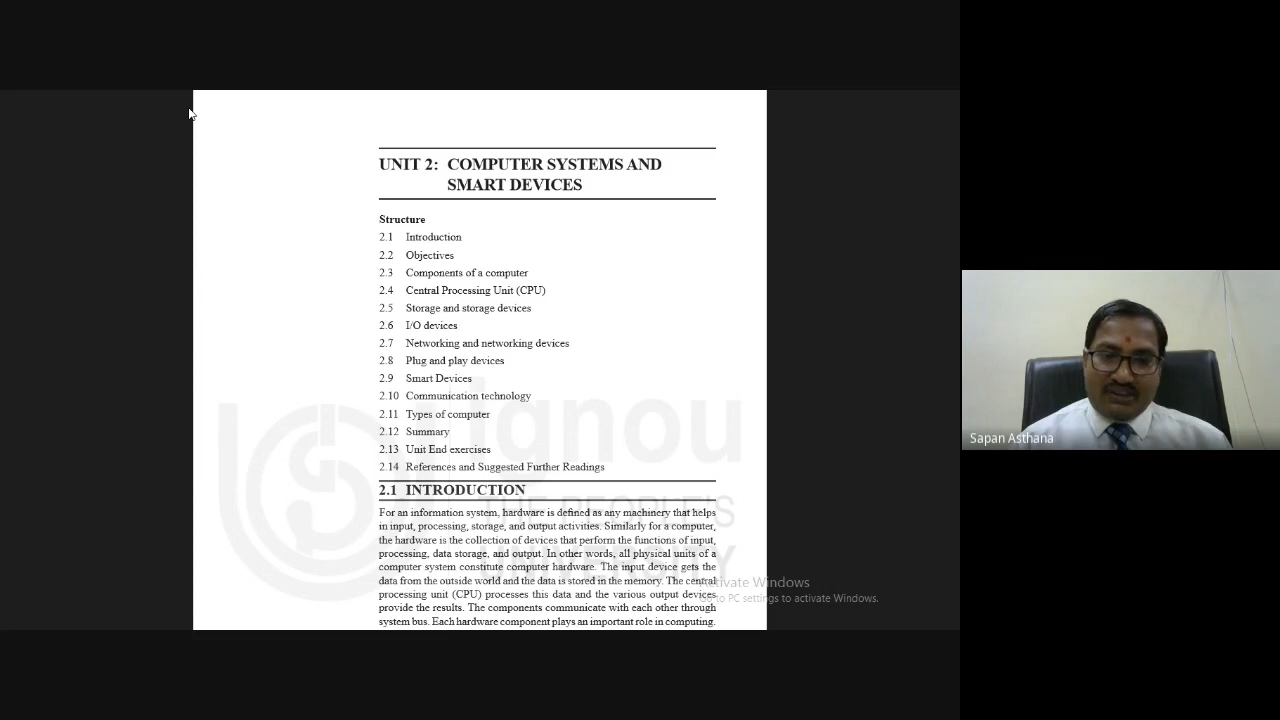 UNIT 2: COMPUTER SYSTEMS AND
SMART DEVICES
Structure
2.1 Introduction
2.2 Objectives
2.3 Components of a computer
2.4 Central Processing Unit (CPU)
2.5 Storage and storage devices
2.6 I/O devices
2.7 Networking and networking devices
2.8 Plug and play devices
2.9 Smart Devices
2.10 Communication technology
2.11 Types of computer
2.12 Summary
2.13 Unit End exercises
2.14 References and Suggested Further Readings
ignou
THE PEOPLE'S
UNIVERSITY
2.1 INTRODUCTION
For an information system, hardware is defined as any machinery that helps
in input, processing, storage, and output activities. Similarly for a computer,
the hardware is the collection of devices that perform the functions of input,
processing, data storage, and output. In other words, all physical units of a
computer system constitute computer hardware. The input device gets the
data from the outside world and the data is stored in the memory. The central
processing unit (CPU) processes this data and the various output devices
provide the results. The components communicate with each other through
system bus. Each hardware component plays an important role in computing.
Activate Windows
Go to PC settings to activate Windows.
Sapan Asthana